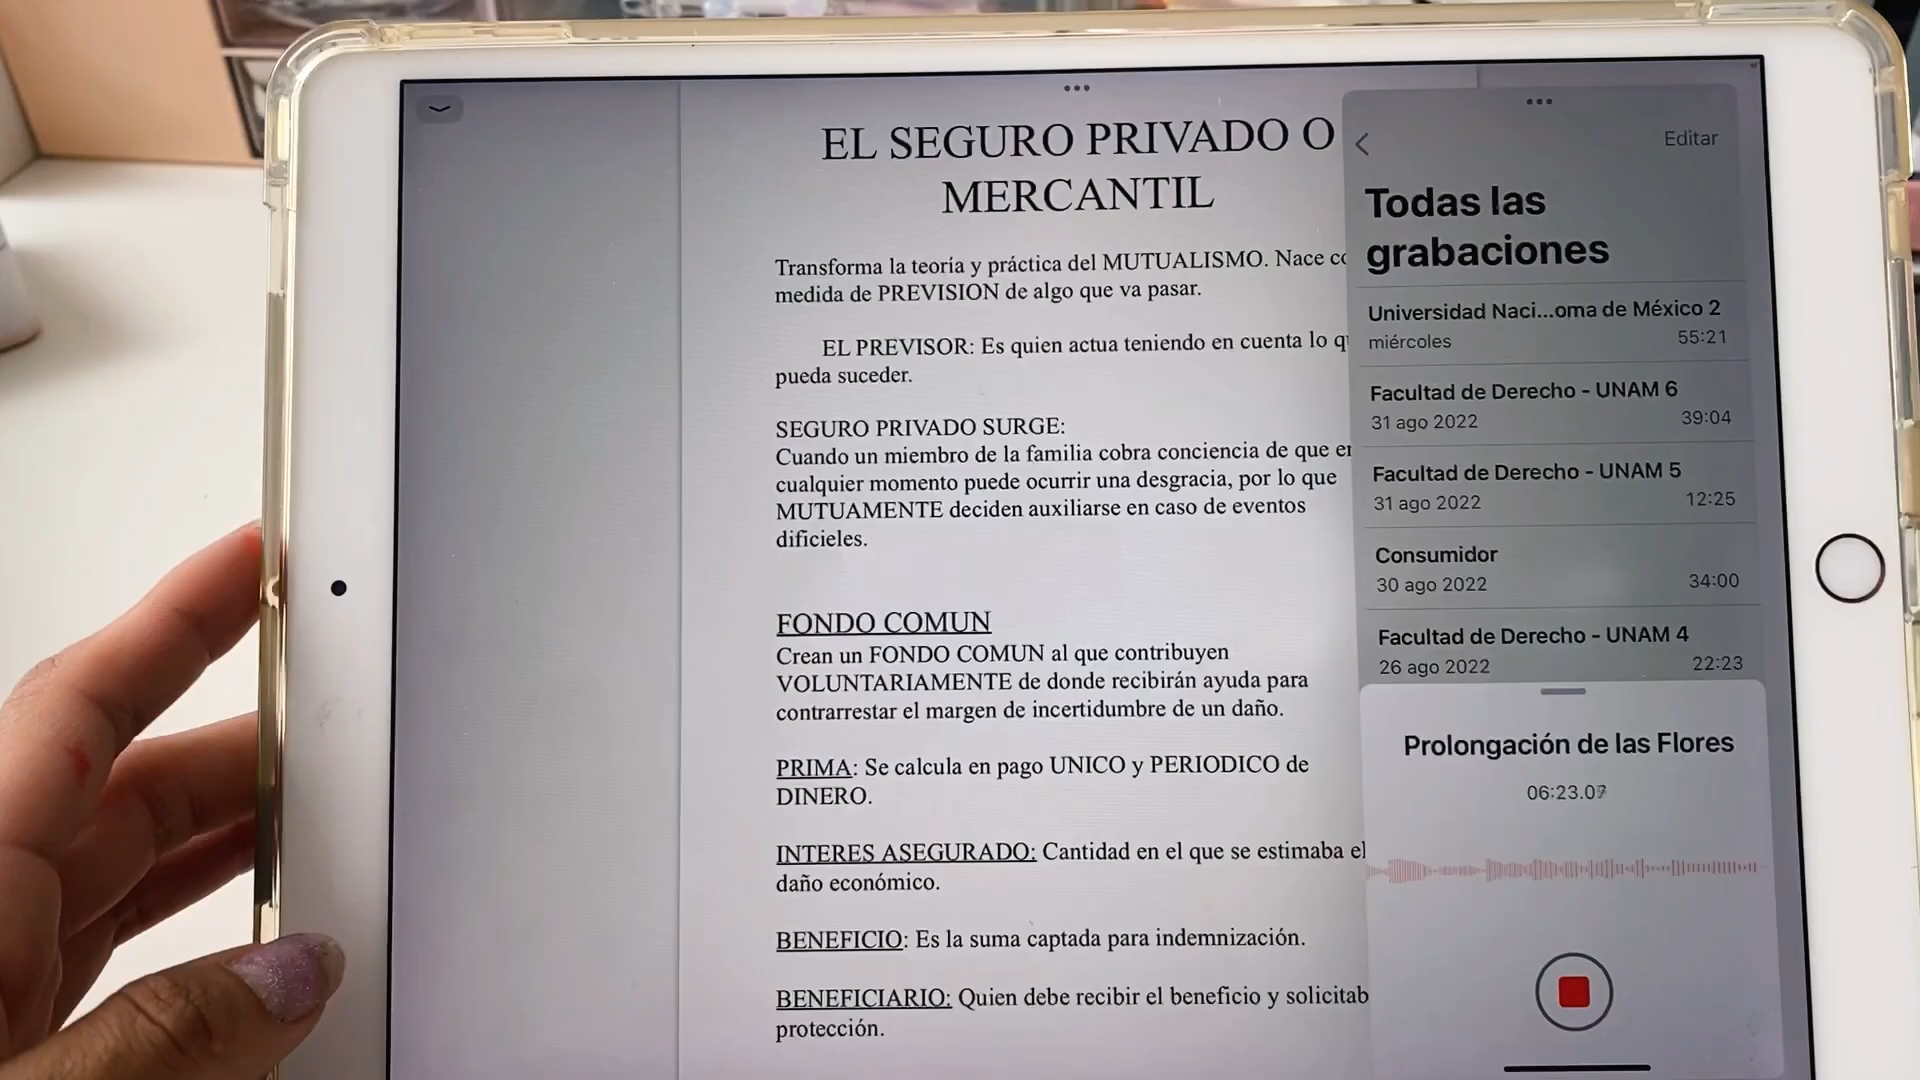 EL SEGURO PRIVADO O
MERCANTIL
Transforma la teoría y práctica del MUTUALISMO. Nace
medida de PREVISION de algo que va pasar.
EL PREVISOR: Es quien actua teniendo en cuenta lo
pueda suceder.
SEGURO PRIVADO SURGE:
Cuando un miembro de la familia cobra conciencia de que
cualquier momento puede ocurrir una desgracia, por lo que
MUTUAMENTE deciden auxiliarse en caso de eventos
dificieles.
FONDO COMUN
Crean un FONDO COMUN al que contribuyen
VOLUNTARIAMENTE de donde recibirán ayuda para
contrarrestar el margen de incertidumbre de un daño.
PRIMA: Se calcula en pago UNICO y PERIODICO de
DINERO.
INTERES ASEGURADO: Cantidad en el que se estimaba el
daño económico.
BENEFICIO: Es la suma captada para indemnización.
BENEFICIARIO: Quien debe recibir el beneficio y solicitab
protección.
Editar
Todas las
grabaciones
Universidad Naci...oma de México 2
miércoles 55:21
Facultad de Derecho - UNAM 6
31 ago 2022 39:04
Facultad de Derecho - UNAM 5
31 ago 2022 12:25
Consumidor
30 ago 2022 34:00
Facultad de Derecho - UNAM 4
26 ago 2022 22:23
Prolongación de las Flores